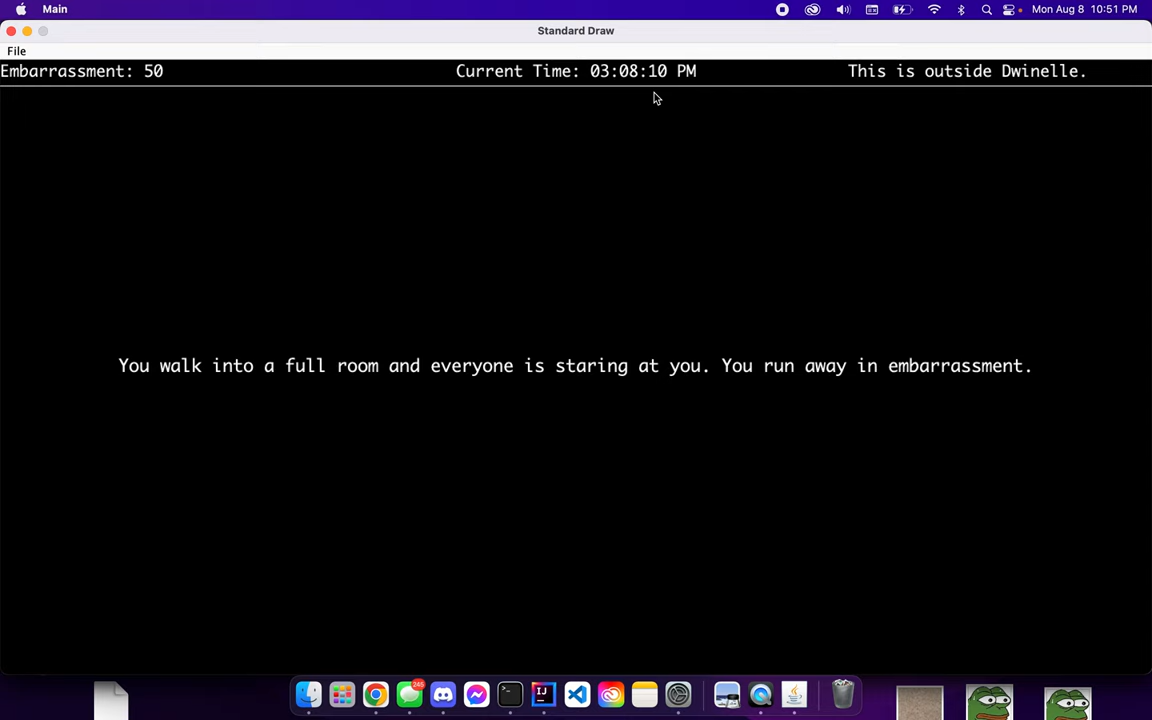 Main
Mon Aug 8 10:51 PM
Standard Draw
File
Embarrassment: 50
Current Time: 03:08:10 PM
This is outside Dwinelle.
You walk into a full room and everyone is staring at you. You run away in embarrassment.
245